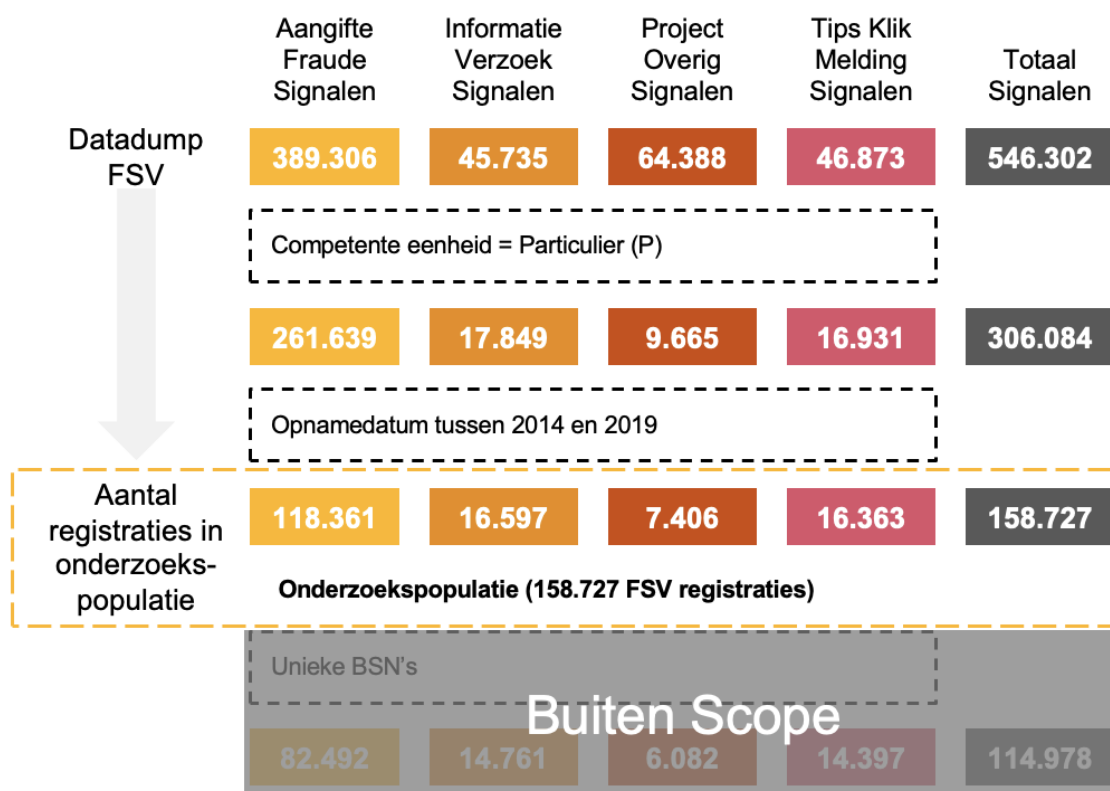 Aangifte Fraude Signalen
Informatie Verzoek Signalen
Project Overig Signalen
Tips Klik Melding Signalen
Totaal Signalen
Datadump FSV
389.306 45.735 64.388 46.873 546.302
Competente eenheid = Particulier (P)
261.639 17.849 9.665 16.931 306.084
Opnamedatum tussen 2014 en 2019
Aantal registraties in onderzoeks-populatie
118.361 16.597 7.406 16.363 158.727
Onderzoekspopulatie (158.727 FSV registraties)
Unieke BSN's
Buiten Scope
82.492 14.761 6.082 14.397 114.978